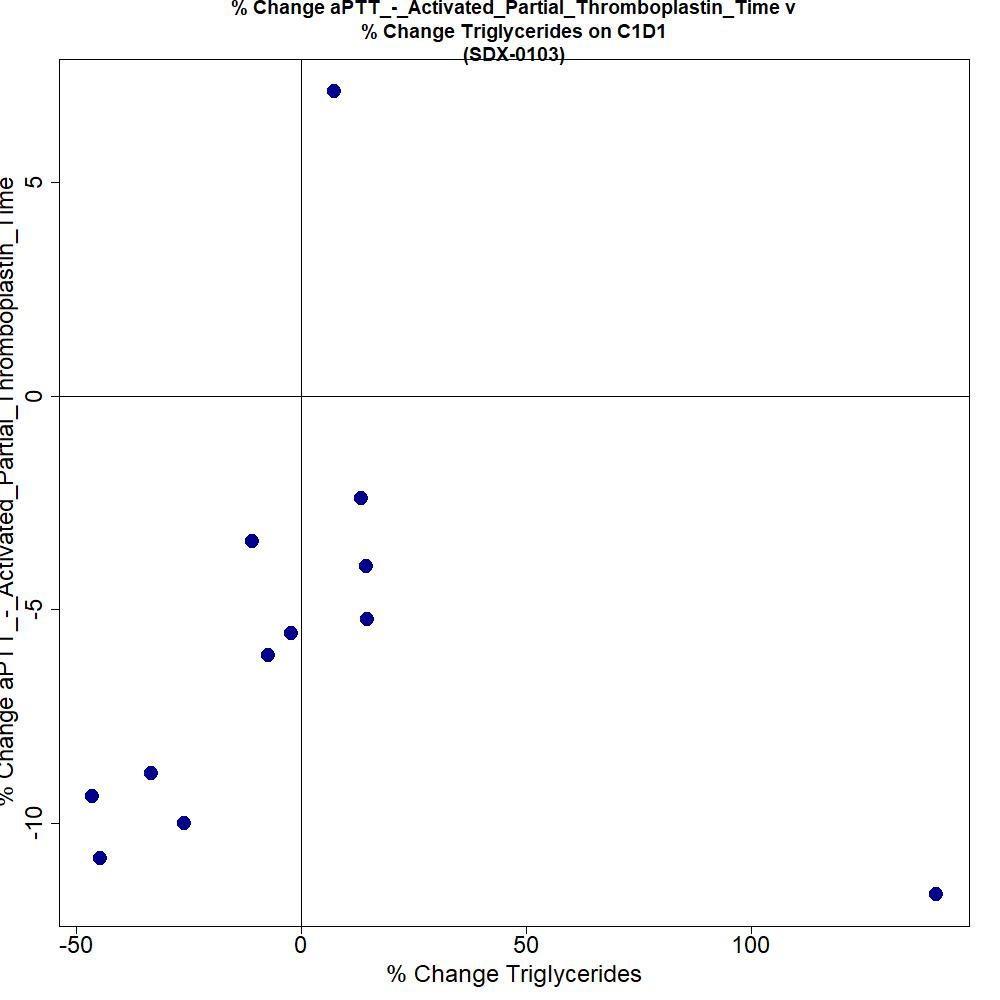 % Change aPTT_-_Activated_Partial_Thromboplastin_Time v
% Change Triglycerides on C1D1
(SDX-0103)
% Change aPTT_-_Activated_Partial_Thromboplastin_Time
5
0
-5
-10
-50
0
50
100
% Change Triglycerides